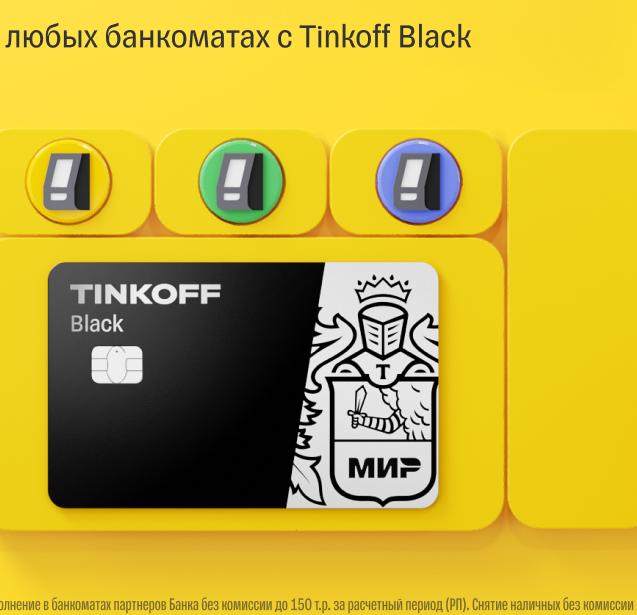 любых банкоматах с Tinkoff Black
TINKOFF
Black
T
МИР
олнение в банкоматах партнеров Банка без комиссии до 150 т.р. за расчетный период (РП). Снятие наличных без комиссии